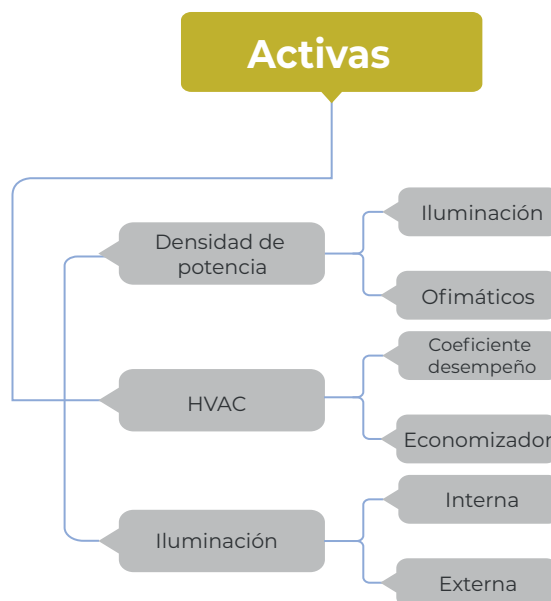 Activas
Densidad de
potencia
Iluminación
Ofimáticos
HVAC
Coeficiente
desempeño
Economizador
Iluminación
Interna
Externa